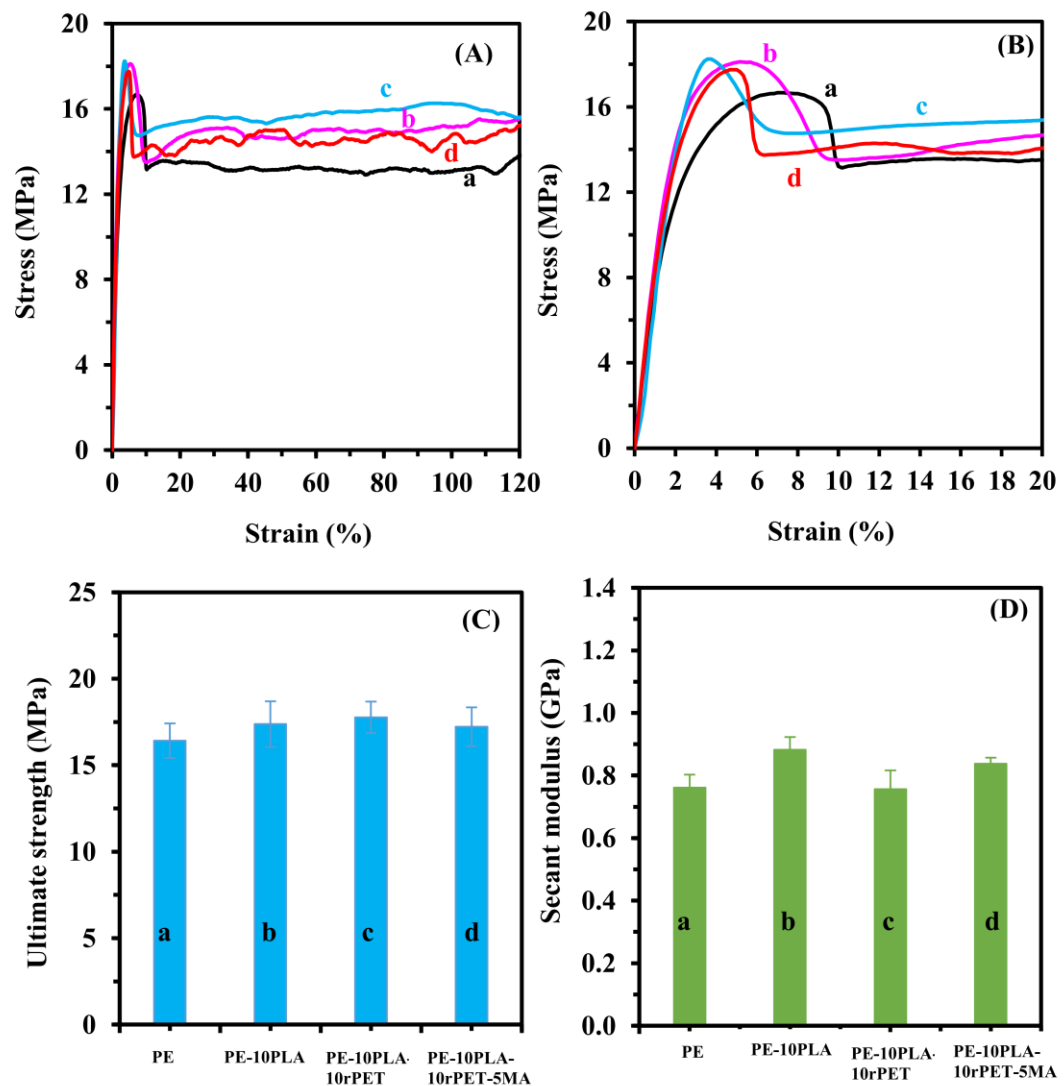 20
16
12
8
4
0
Stress (MPa)
(A)
c
b
d
a
0 20 40 60 80 100 120
Strain (%)
20
16
12
8
4
0
Stress (MPa)
(B)
b
a
c
d
0 2 4 6 8 10 12 14 16 18 20
Strain (%)
25
20
15
10
5
0
Ultimate strength (MPa)
(C)
a b c d
PE PE-10PLA PE-10PLA- PE-10PLA-
10rPET 10rPET-5MA
1.4
1.2
1.0
0.8
0.6
0.4
0.2
0.0
Secant modulus (GPa)
(D)
a b c d
PE PE-10PLA PE-10PLA- PE-10PLA-
10rPET 10rPET-5MA